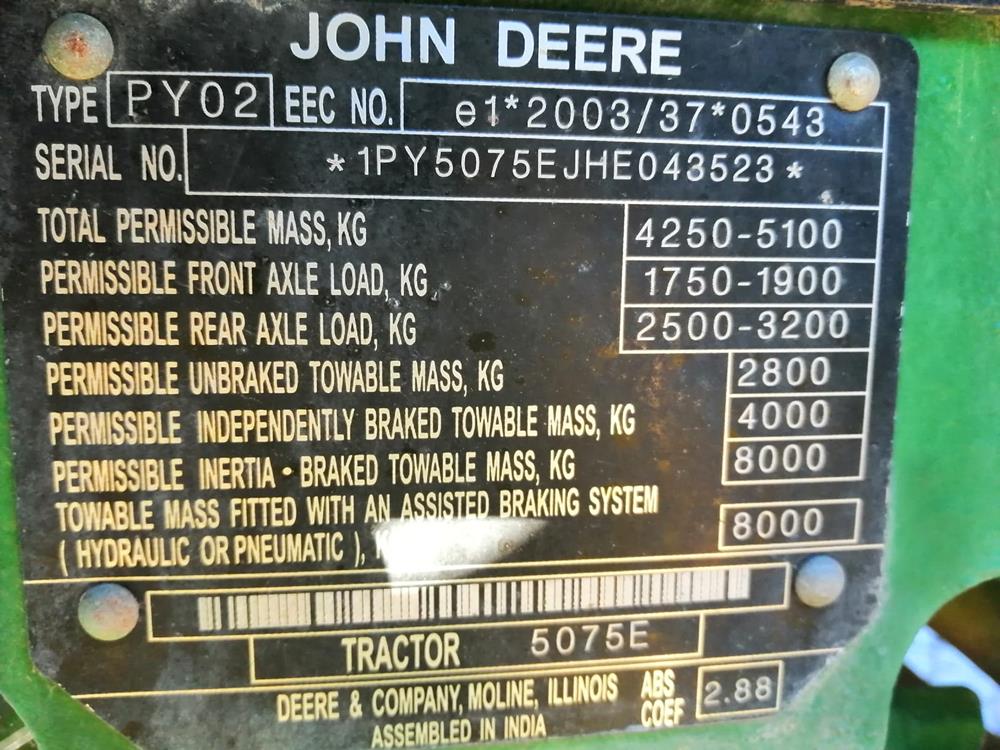 JOHN DEERE
TYPE PY02 EEC NO. e1*2003/37*0543
SERIAL NO. *1PY5075EJHE043523*
TOTAL PERMISSIBLE MASS, KG 4250-5100
PERMISSIBLE FRONT AXLE LOAD, KG 1750-1900
PERMISSIBLE REAR AXLE LOAD, KG 2500-3200
PERMISSIBLE UNBRAKED TOWABLE MASS, KG 2800
PERMISSIBLE INDEPENDENTLY BRAKED TOWABLE MASS, KG 4000
PERMISSIBLE INERTIA • BRAKED TOWABLE MASS, KG 8000
TOWABLE MASS FITTED WITH AN ASSISTED BRAKING SYSTEM
( HYDRAULIC OR PNEUMATIC ), 8000
TRACTOR 5075E
DEERE & COMPANY, MOLINE, ILLINOIS ABS
COEF 2.88
ASSEMBLED IN INDIA